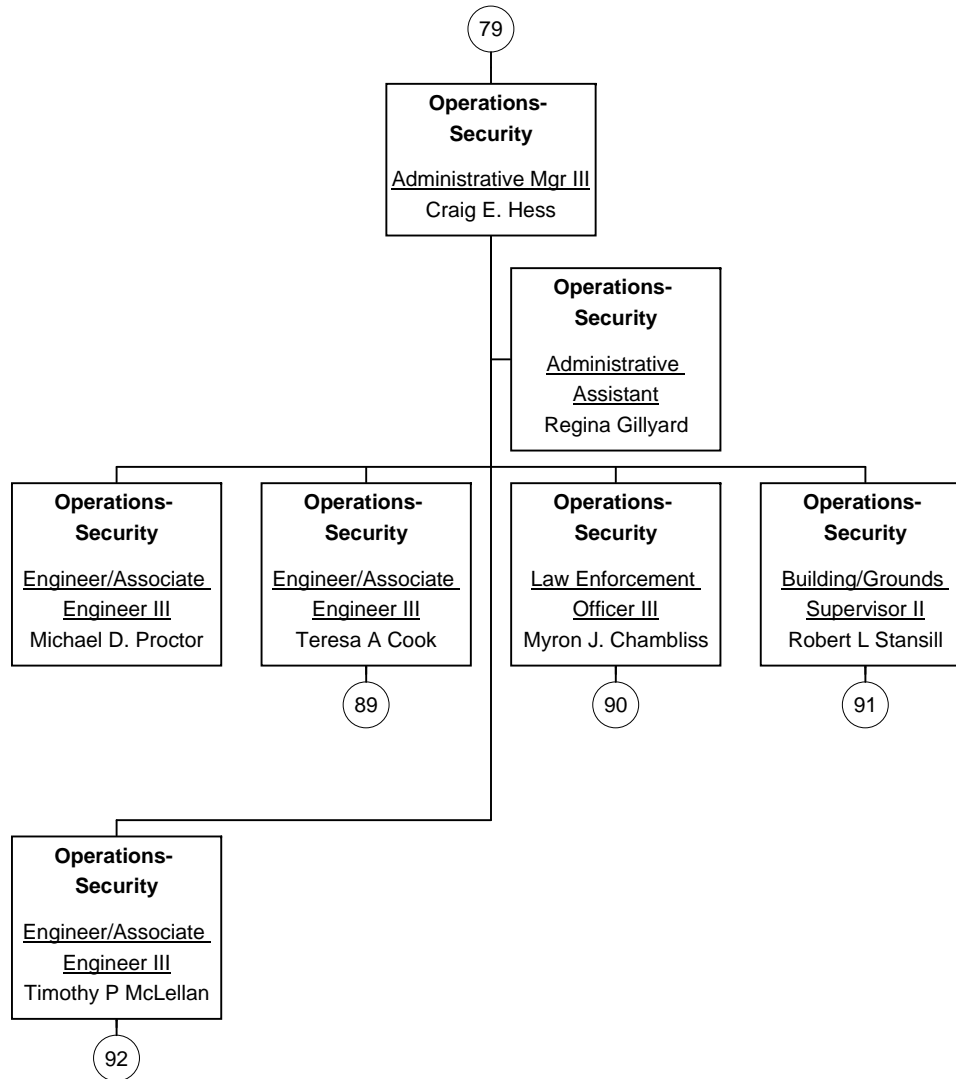 79
Operations-
Security
Administrative Mgr III
Craig E. Hess
Operations-
Security
Administrative
Assistant
Regina Gillyard
Operations-
Security
Engineer/Associate
Engineer III
Michael D. Proctor
Operations-
Security
Engineer/Associate
Engineer III
Teresa A Cook
89
Operations-
Security
Law Enforcement
Officer III
Myron J. Chambliss
90
Operations-
Security
Building/Grounds
Supervisor II
Robert L Stansill
91
Operations-
Security
Engineer/Associate
Engineer III
Timothy P McLellan
92